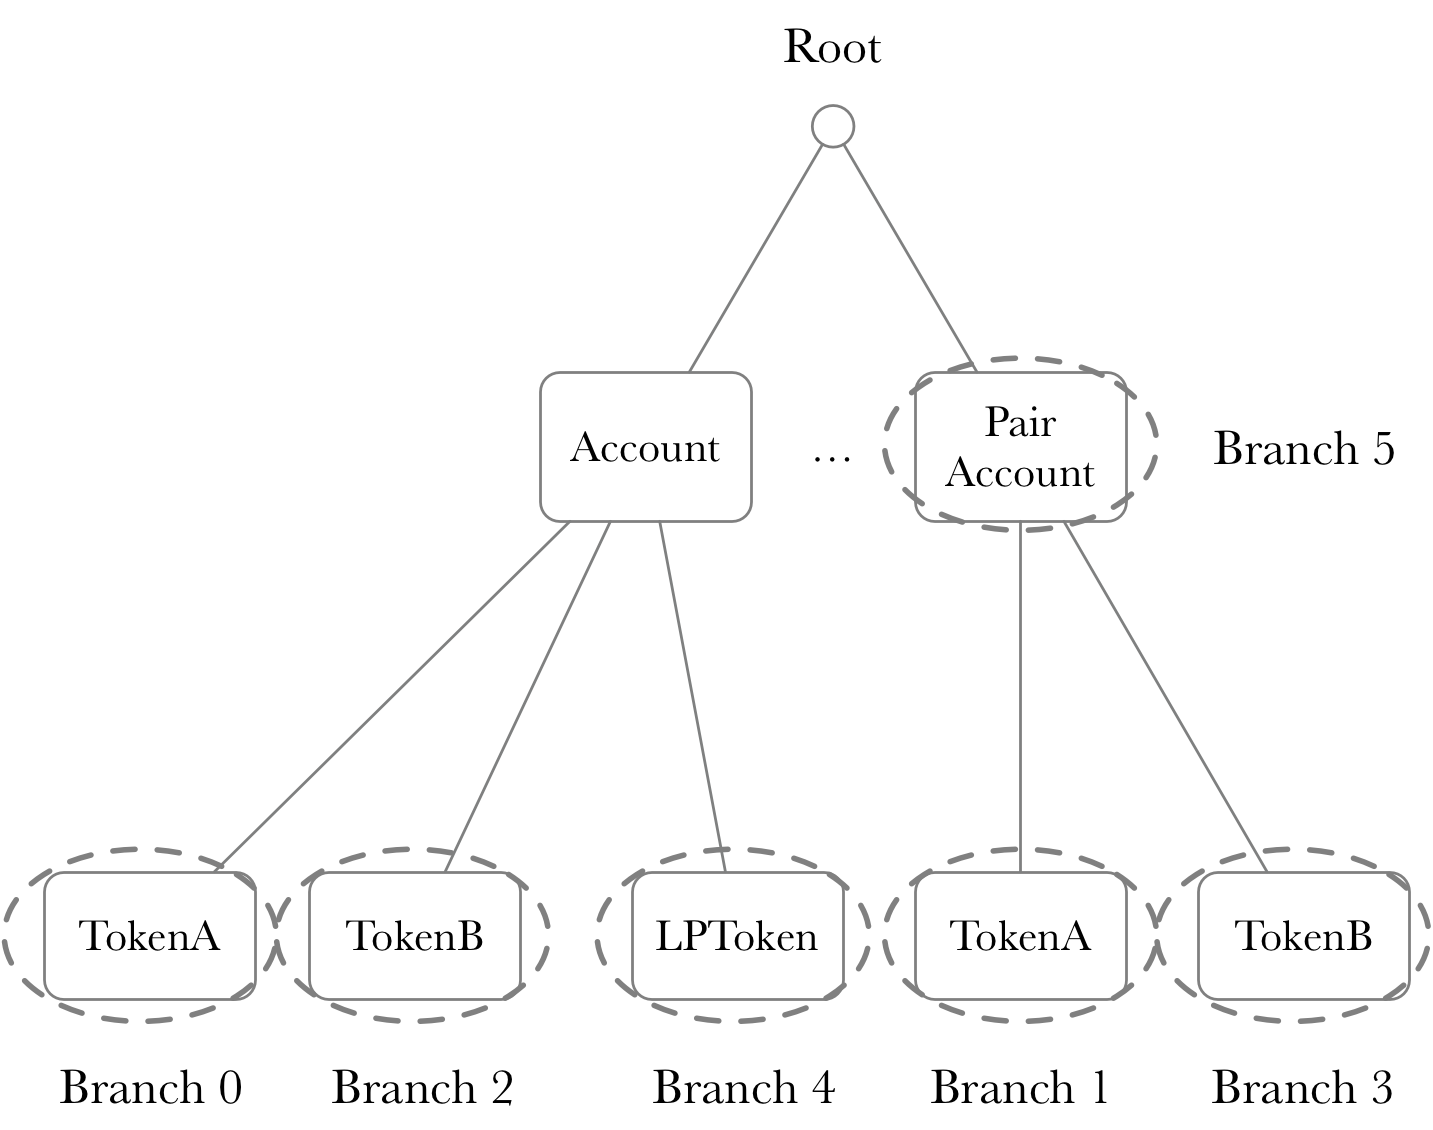 Root
Account
...
Pair
Account
Branch 5
TokenA
TokenB
LPToken
TokenA
TokenB
Branch 0
Branch 2
Branch 4
Branch 1
Branch 3